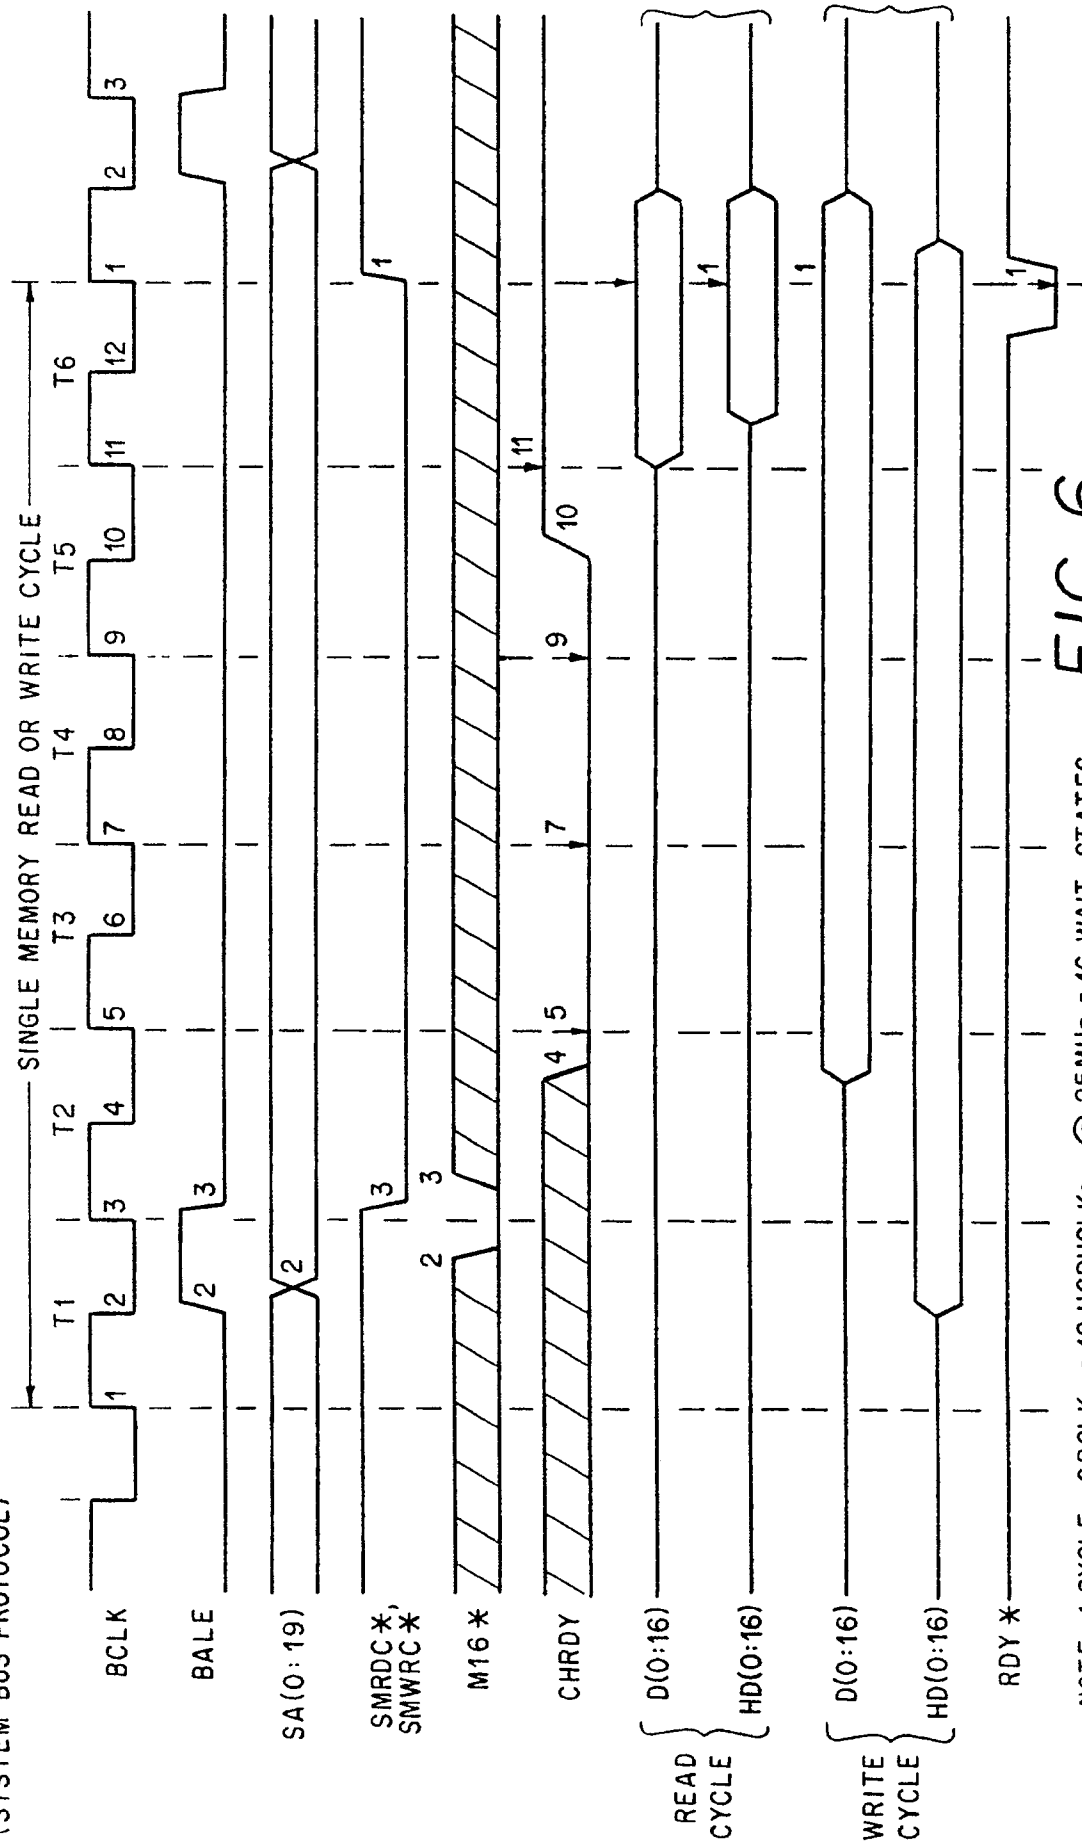 (SYSTEM BUS PROTOCOL)
SINGLE MEMORY READ OR WRITE CYCLE
T1 T2 T3 T4 T5 T6
BCLK 1 2 3 4 5 6 7 8 9 10 11 12 1 2 3
BALE 2 3
SA(0:19) 2
SMRDC*, 3 1
SMWRC*
M16* 2 3
CHRDY 4 5 7 9 10 11
READ CYCLE
D(0:16)
HD(0:16) 1
WRITE CYCLE
D(0:16) 1
HD(0:16)
RDY* 1
FIG 6